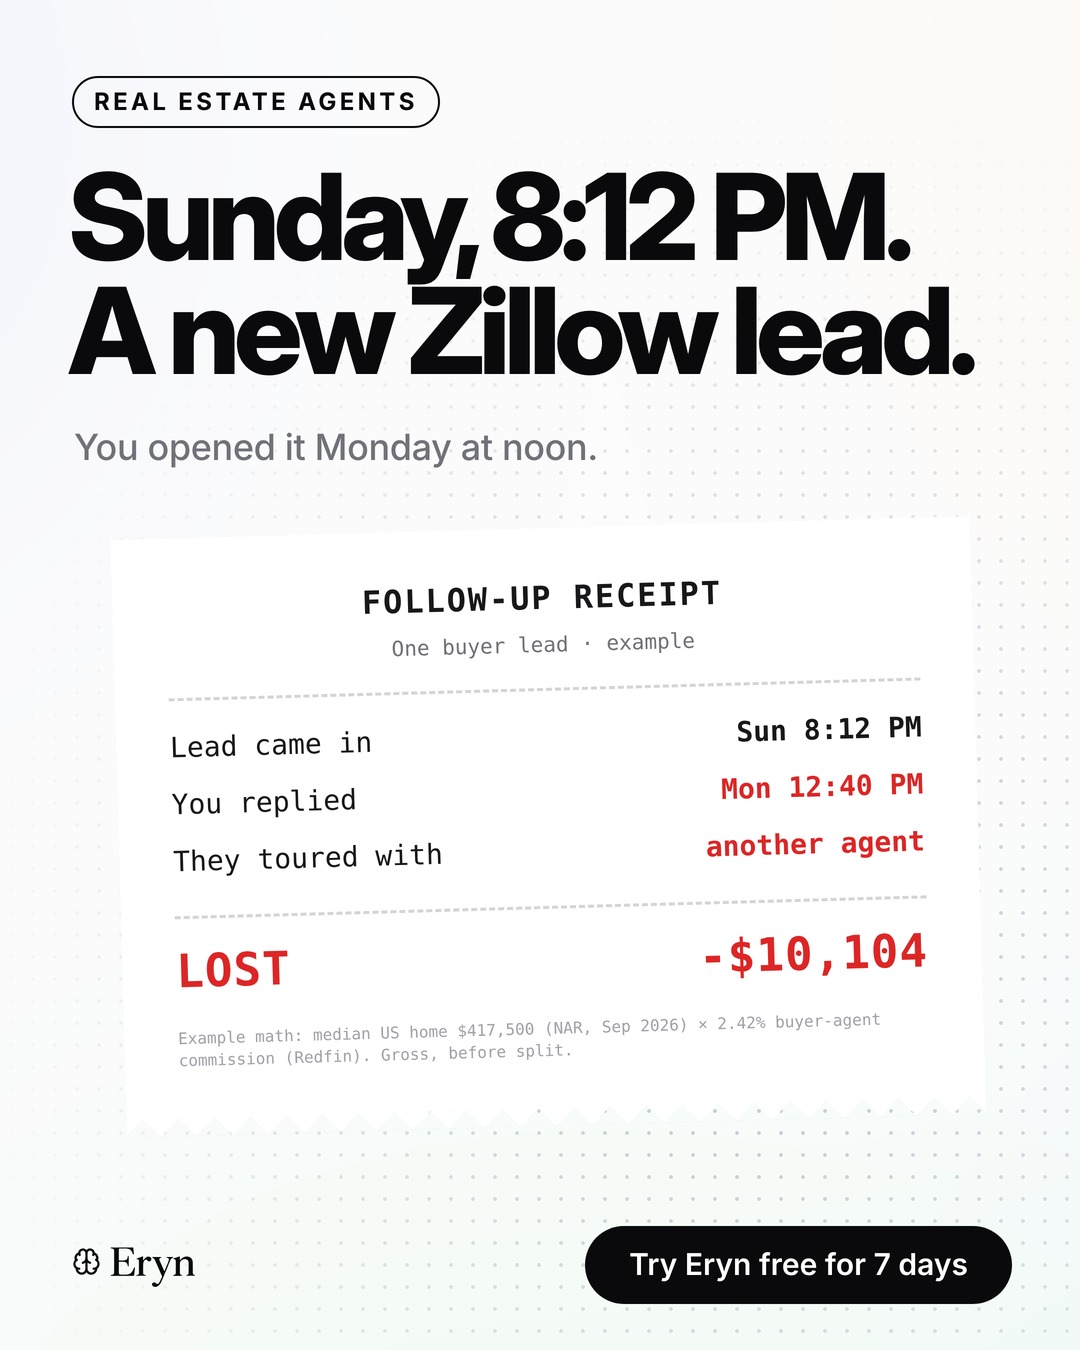 REAL ESTATE AGENTS
Sunday, 8:12 PM.
A new Zillow lead.
You opened it Monday at noon.
FOLLOW-UP RECEIPT
One buyer lead · example
Lead came in Sun 8:12 PM
You replied Mon 12:40 PM
They toured with another agent
LOST -$10,104
Example math: median US home $417,500 (NAR, Sep 2026) × 2.42% buyer-agent
commission (Redfin). Gross, before split.
Eryn
Try Eryn free for 7 days